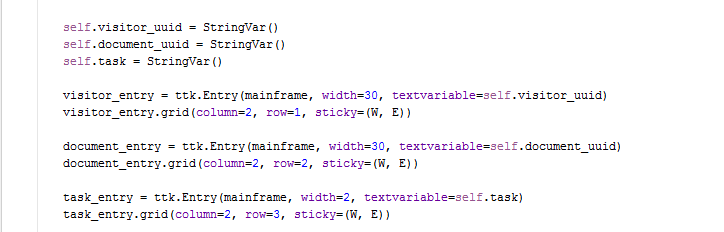 self.visitor_uuid = StringVar()
self.document_uuid = StringVar()
self.task = StringVar()
visitor_entry = ttk.Entry(mainframe, width=30, textvariable=self.visitor_uuid)
visitor_entry.grid(column=2, row=1, sticky=(W, E))
document_entry = ttk.Entry(mainframe, width=30, textvariable=self.document_uuid)
document_entry.grid(column=2, row=2, sticky=(W, E))
task_entry = ttk.Entry(mainframe, width=2, textvariable=self.task)
task_entry.grid(column=2, row=3, sticky=(W, E))